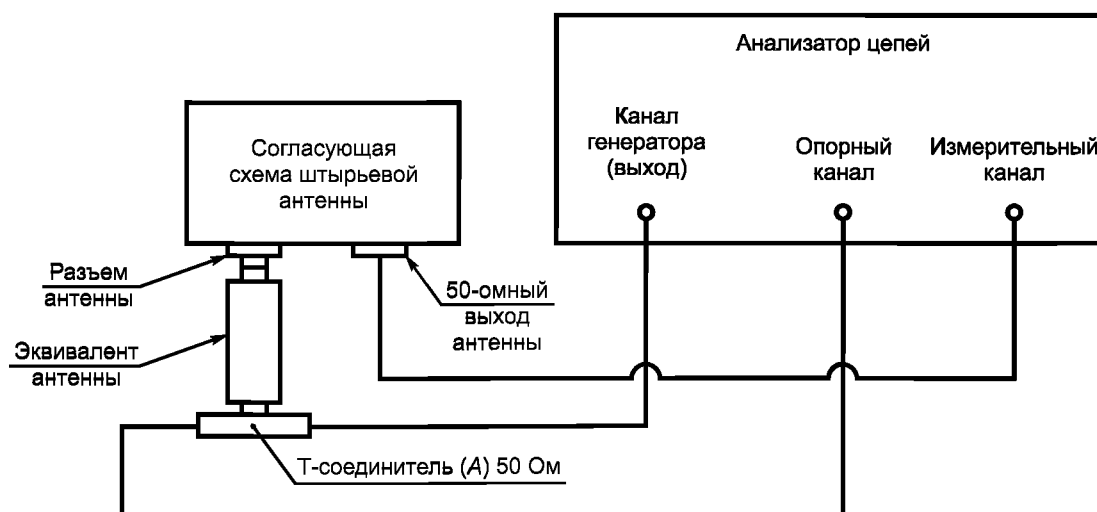 Анализатор цепей
Канал
генератора
(выход)
Опорный
канал
Измерительный
канал
Согласующая
схема штырьевой
антенны
Разъем
антенны
50-омный
выход
антенны
Эквивалент
антенны
Т-соединитель (А) 50 Ом